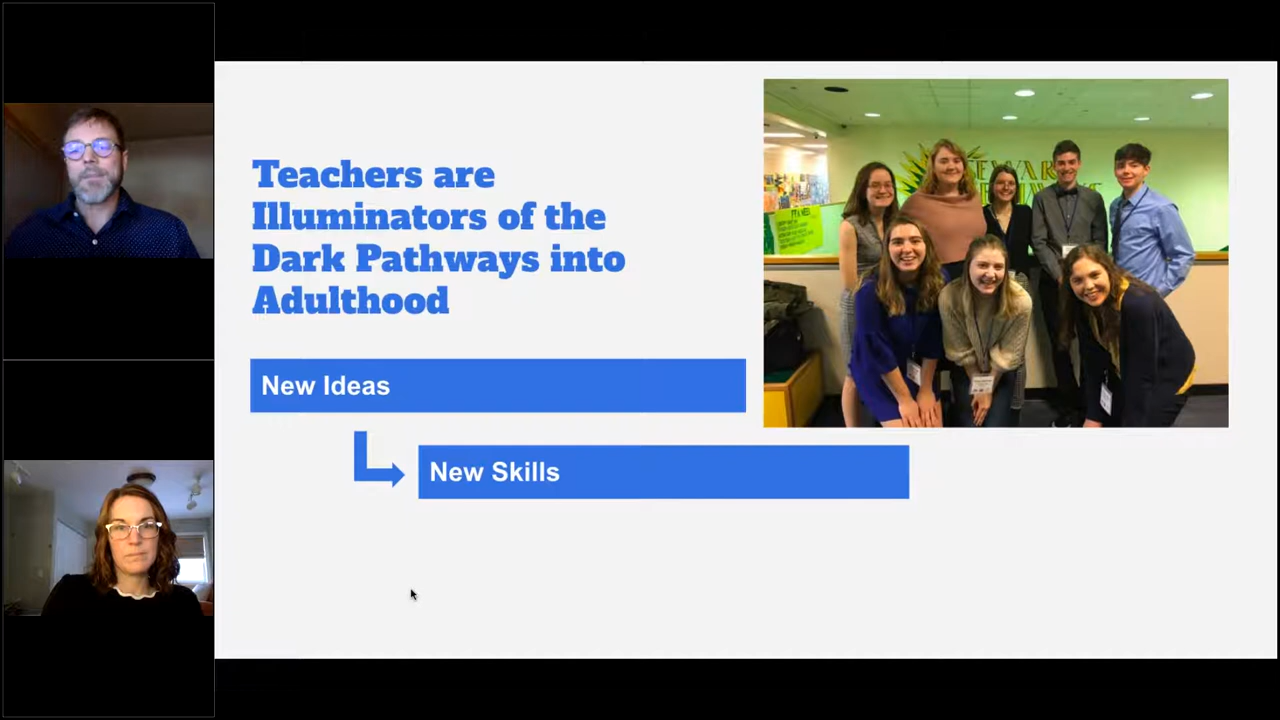 Teachers are
Illuminators of the
Dark Pathways into
Adulthood
New Ideas
New Skills